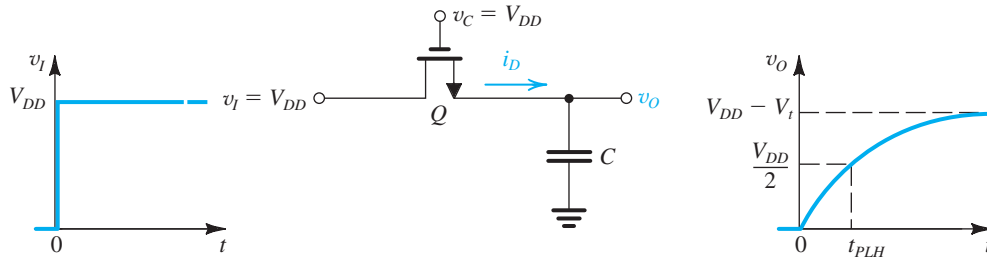 v_I
V_DD
0
t
v_C = V_DD
v_I = V_DD
Q
i_D
v_O
C
v_O
V_DD − V_t
V_DD
2
0
t_PLH
t